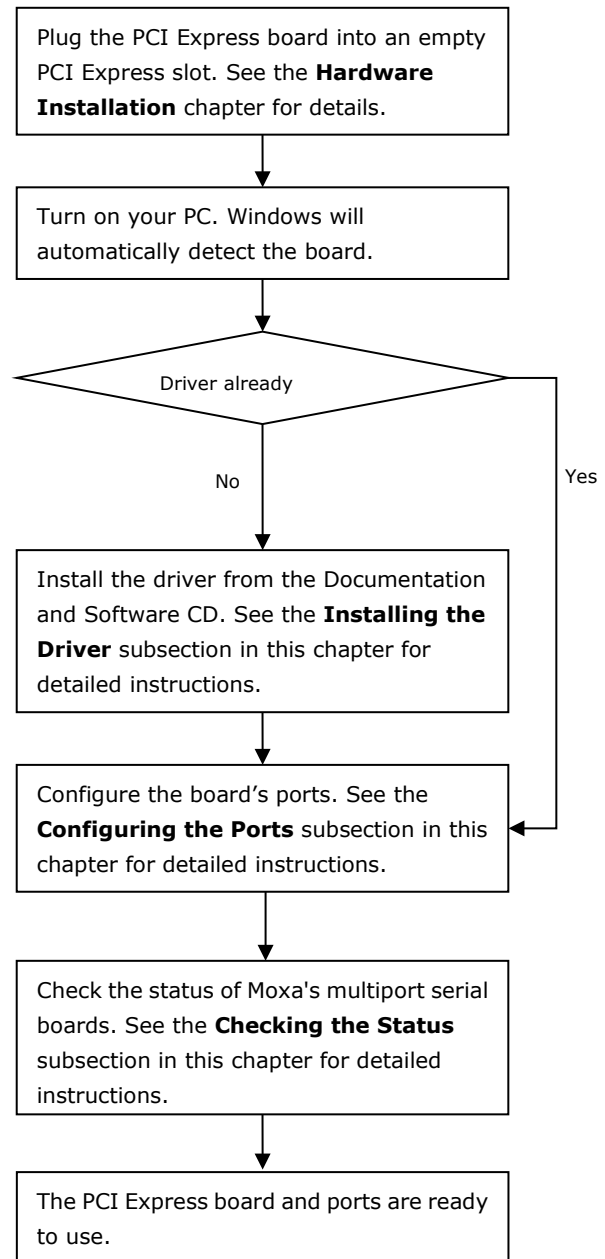 Plug the PCI Express board into an empty
PCI Express slot. See the Hardware
Installation chapter for details.
Turn on your PC. Windows will
automatically detect the board.
Driver already
No
Yes
Install the driver from the Documentation
and Software CD. See the Installing the
Driver subsection in this chapter for
detailed instructions.
Configure the board’s ports. See the
Configuring the Ports subsection in this
chapter for detailed instructions.
Check the status of Moxa's multiport serial
boards. See the Checking the Status
subsection in this chapter for detailed
instructions.
The PCI Express board and ports are ready
to use.